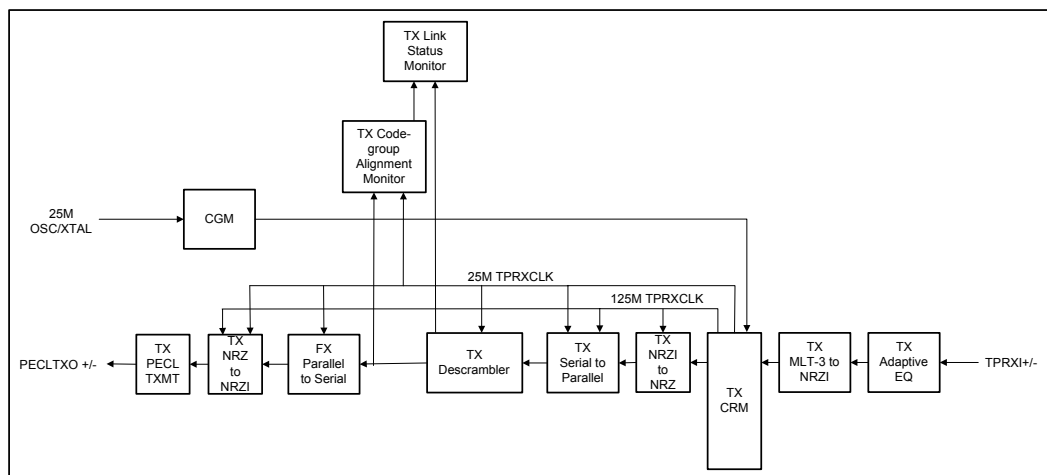 TX Link
Status
Monitor
TX Code-
group
Alignment
Monitor
25M
OSC/XTAL
CGM
25M TPRXCLK
125M TPRXCLK
PECLTXO +/-
TX
PECL
TXMT
TX
NRZ
to
NRZI
FX
Parallel
to Serial
TX
Descrambler
TX
Serial to
Parallel
TX
NRZI
to
NRZ
TX
CRM
TX
MLT-3 to
NRZI
TX
Adaptive
EQ
TPRXI+/-